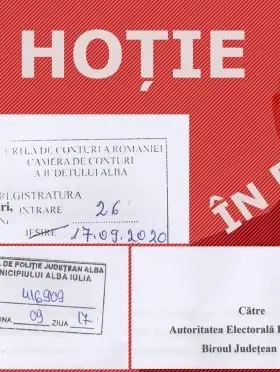 HOȚIE
ÎN
CURTEA DE CONTURI A ROMÂNIEI
CAMERA DE CONTURI
A JUDEȚULUI ALBA
REGISTRATURA
INTRARE 26
IEȘIRE 17.09.2020
DE POLIȚIE JUDEȚEAN ALBA
MUNICIPIULUI ALBA IULIA
416909
09 ZIUA 17
Către
Autoritatea Electorală
Biroul Județean